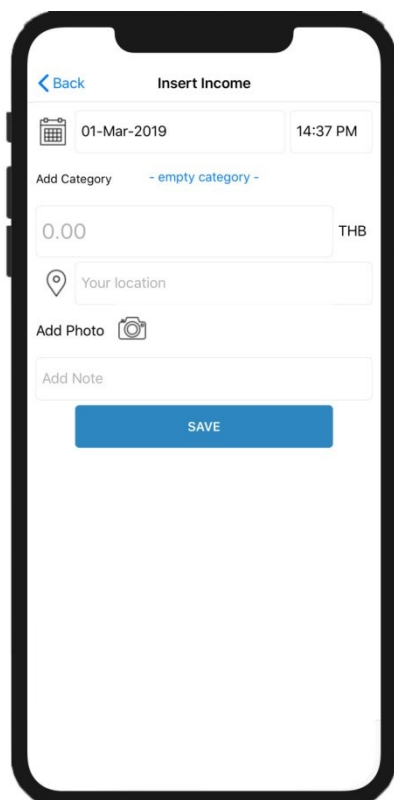 Back Insert Income
01-Mar-2019 14:37 PM
Add Category - empty category -
0.00 THB
Your location
Add Photo
Add Note
SAVE